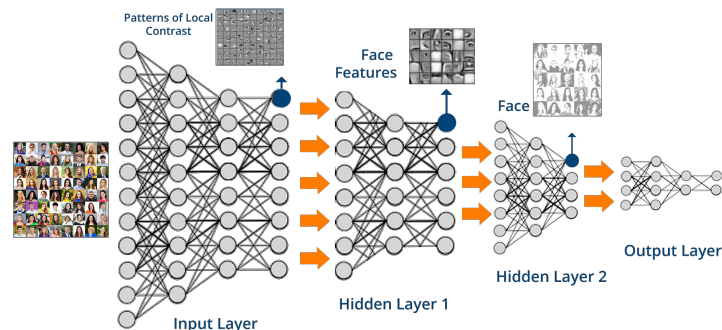 Patterns of Local
Contrast
Face
Features
Face
Input Layer
Hidden Layer 1
Hidden Layer 2
Output Layer